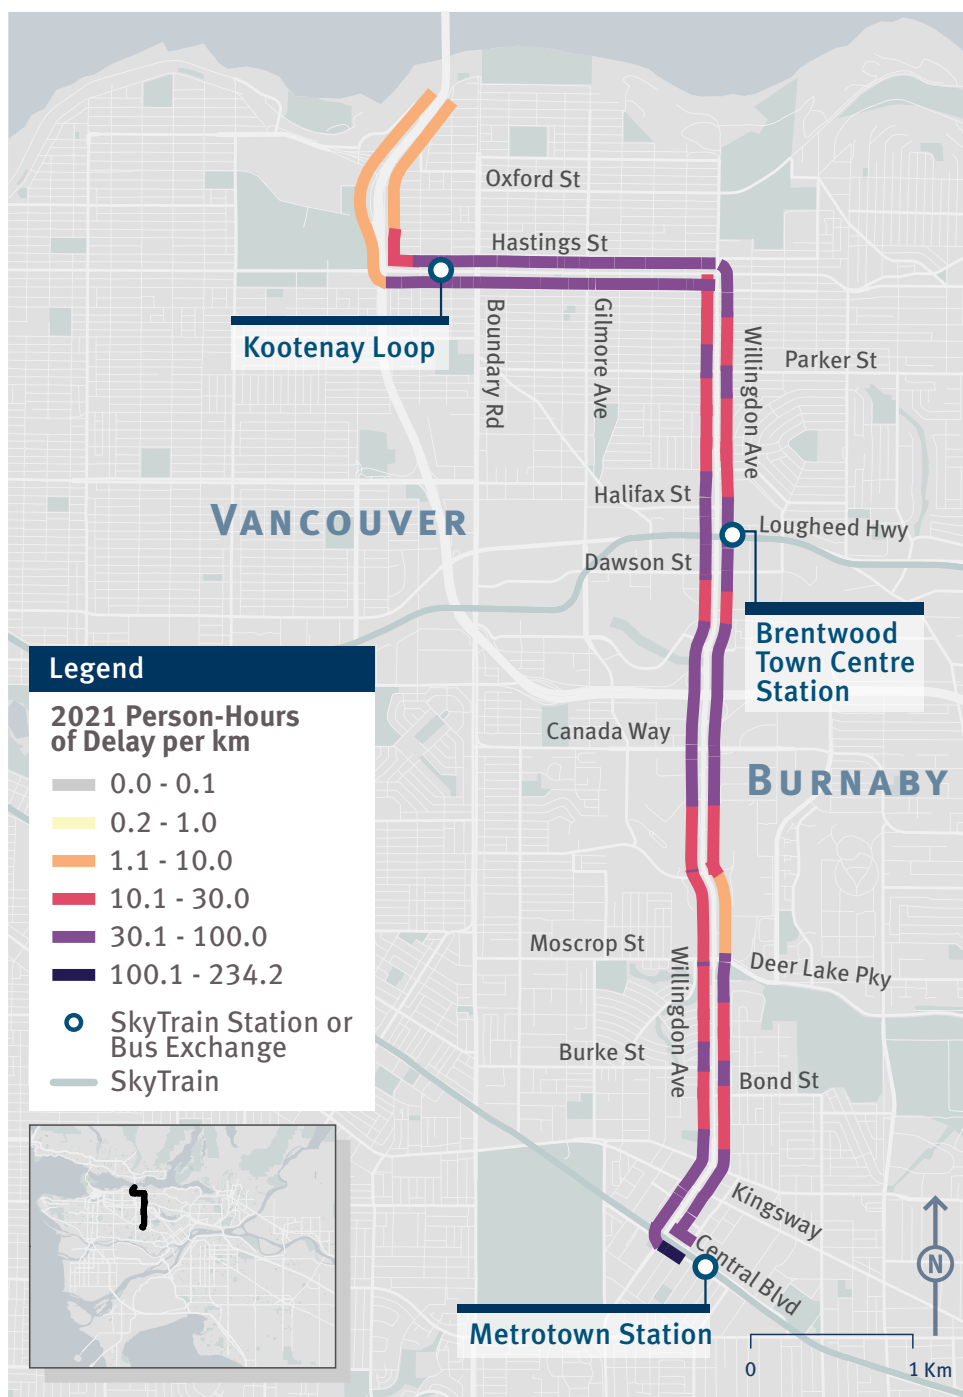 Oxford St
Hastings St
Kootenay Loop
Boundary Rd
Gilmore Ave
Willingdon Ave
Parker St
Halifax St
VANCOUVER
Lougheed Hwy
Dawson St
Brentwood
Town Centre
Station
Legend
2021 Person-Hours
of Delay per km
0.0 - 0.1
0.2 - 1.0
1.1 - 10.0
10.1 - 30.0
30.1 - 100.0
100.1 - 234.2
SkyTrain Station or
Bus Exchange
SkyTrain
Canada Way
BURNABY
Moscrop St
Willingdon Ave
Deer Lake Pky
Burke St
Bond St
Kingsway
Central Blvd
Metrotown Station
N
0
1 Km